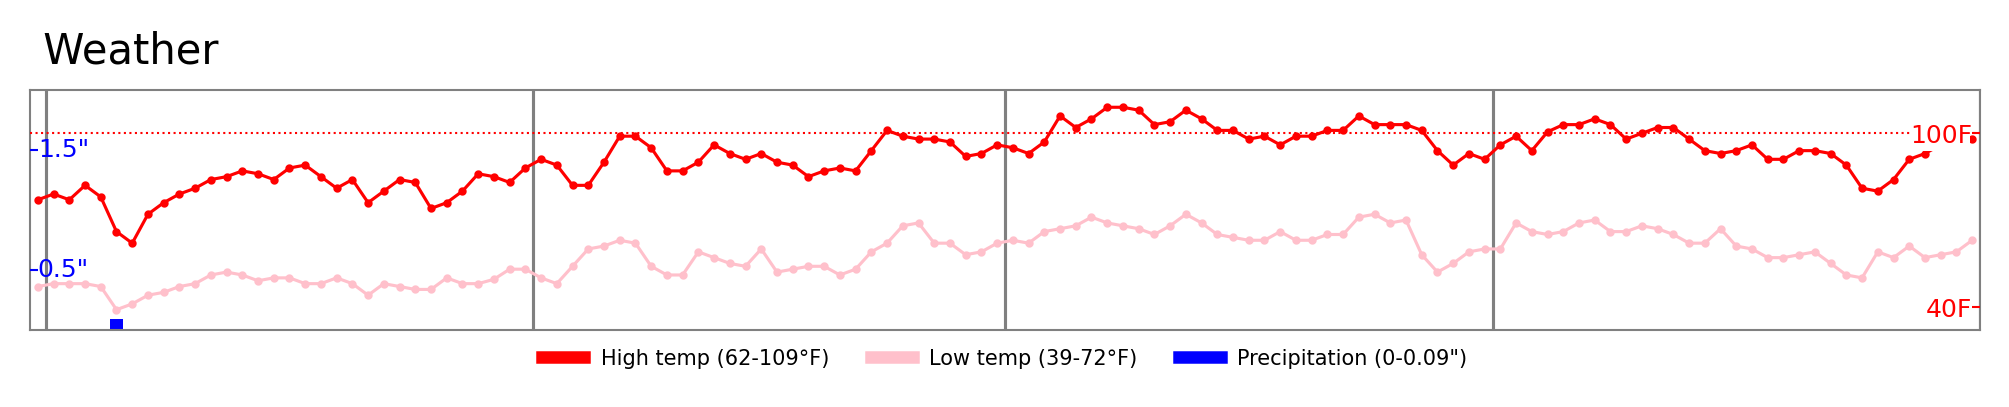 Weather
1.5"
100F
0.5"
40F
High temp (62-109°F)
Low temp (39-72°F)
Precipitation (0-0.09")